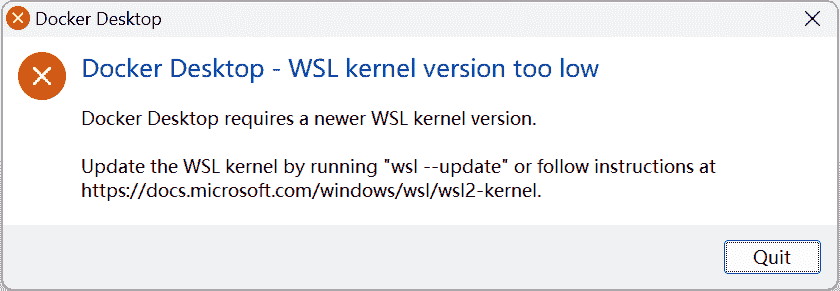 Docker Desktop
Docker Desktop - WSL kernel version too low
Docker Desktop requires a newer WSL kernel version.
Update the WSL kernel by running "wsl --update" or follow instructions at
https://docs.microsoft.com/windows/wsl/wsl2-kernel.
Quit